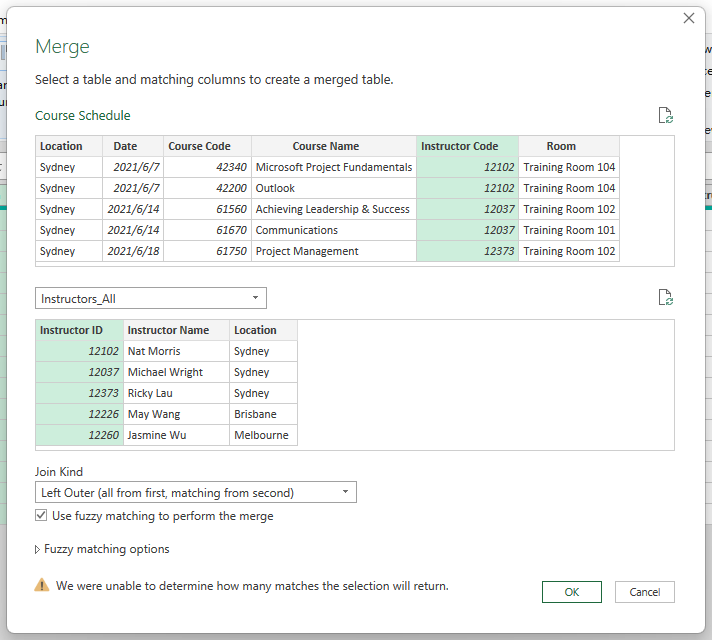 Merge
Select a table and matching columns to create a merged table.
Course Schedule
Location Date Course Code Course Name Instructor Code Room
Sydney 2021/6/7 42340 Microsoft Project Fundamentals 12102 Training Room 104
Sydney 2021/6/7 42200 Outlook 12102 Training Room 104
Sydney 2021/6/14 61560 Achieving Leadership & Success 12037 Training Room 102
Sydney 2021/6/14 61670 Communications 12037 Training Room 101
Sydney 2021/6/18 61750 Project Management 12373 Training Room 102
Instructors_All
Instructor ID Instructor Name Location
12102 Nat Morris Sydney
12037 Michael Wright Sydney
12373 Ricky Lau Sydney
12226 May Wang Brisbane
12260 Jasmine Wu Melbourne
Join Kind
Left Outer (all from first, matching from second)
Use fuzzy matching to perform the merge
Fuzzy matching options
We were unable to determine how many matches the selection will return.
OK Cancel